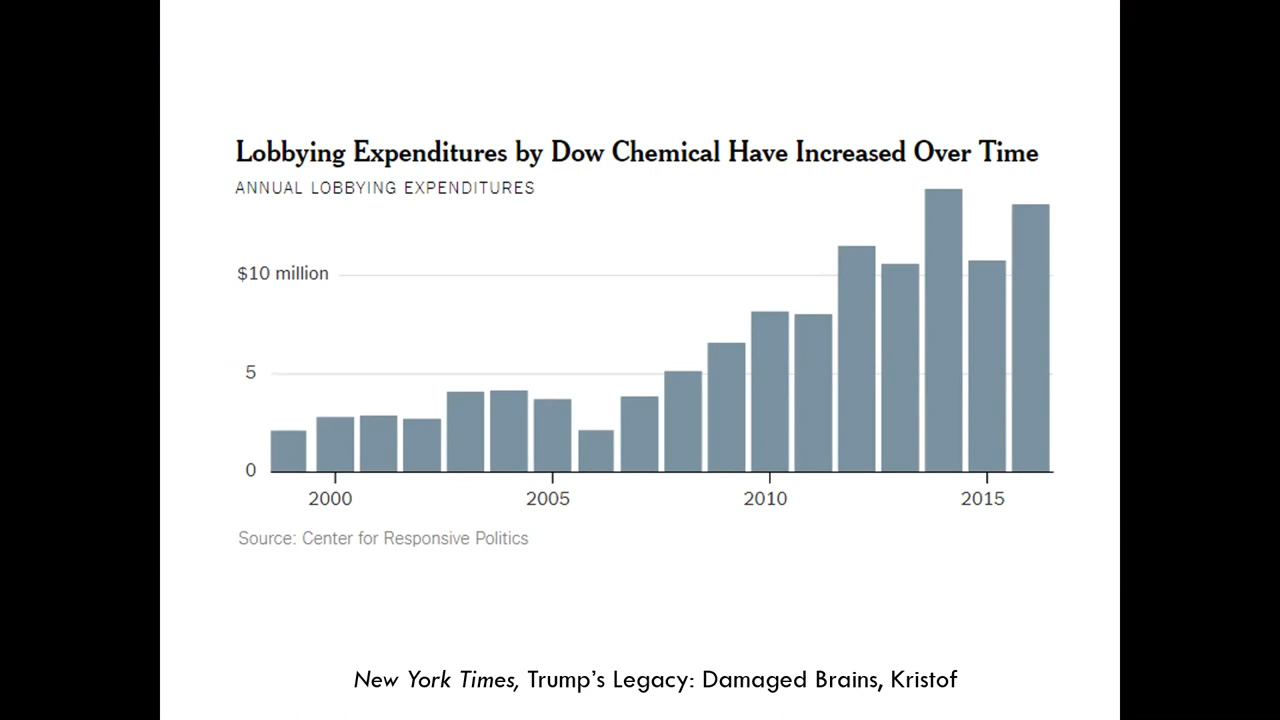 Lobbying Expenditures by Dow Chemical Have Increased Over Time
ANNUAL LOBBYING EXPENDITURES
$10 million
5
0
2000 2005 2010 2015
Source: Center for Responsive Politics
New York Times, Trump’s Legacy: Damaged Brains, Kristof